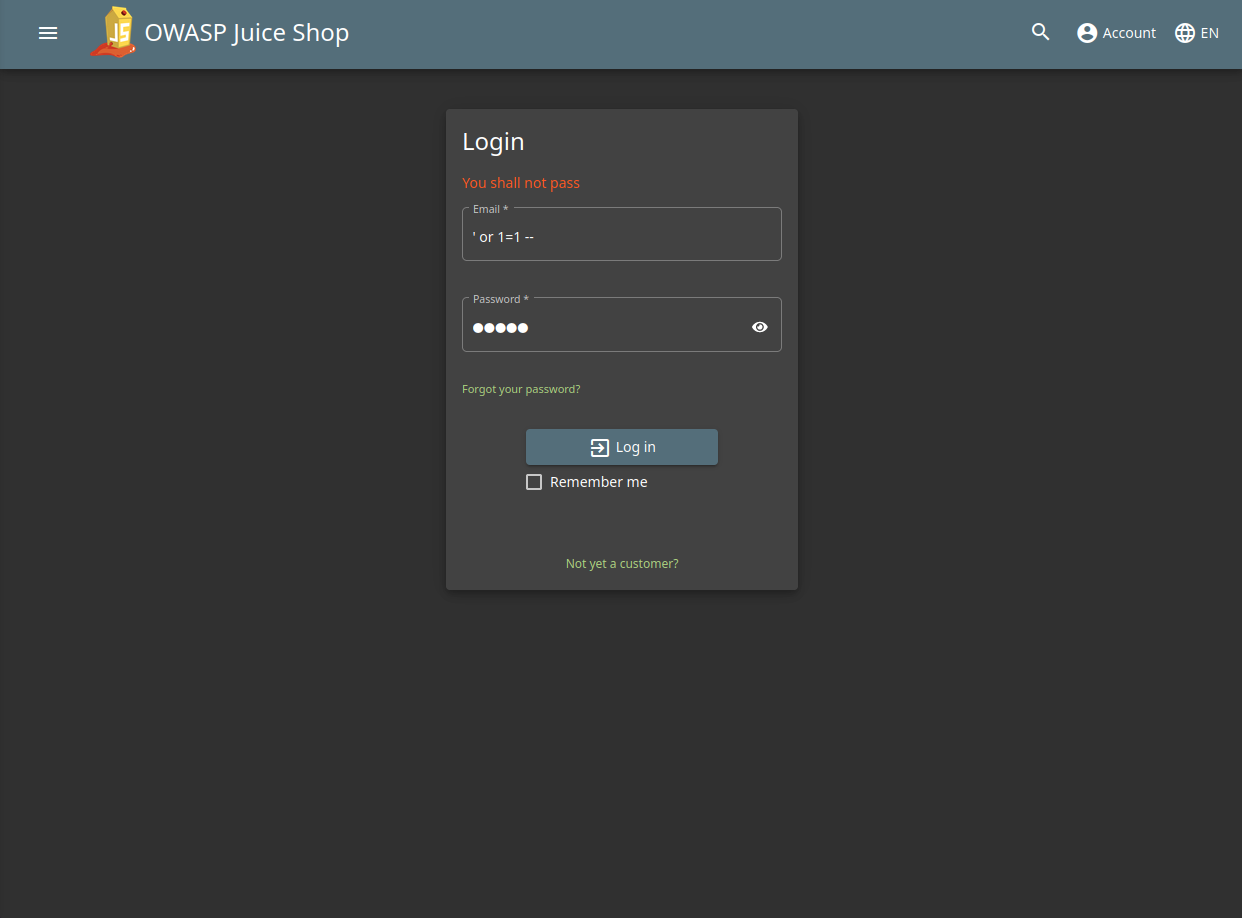 OWASP Juice Shop
Account
EN
Login
You shall not pass
Email *
' or 1=1 --
Password *
Forgot your password?
Log in
Remember me
Not yet a customer?